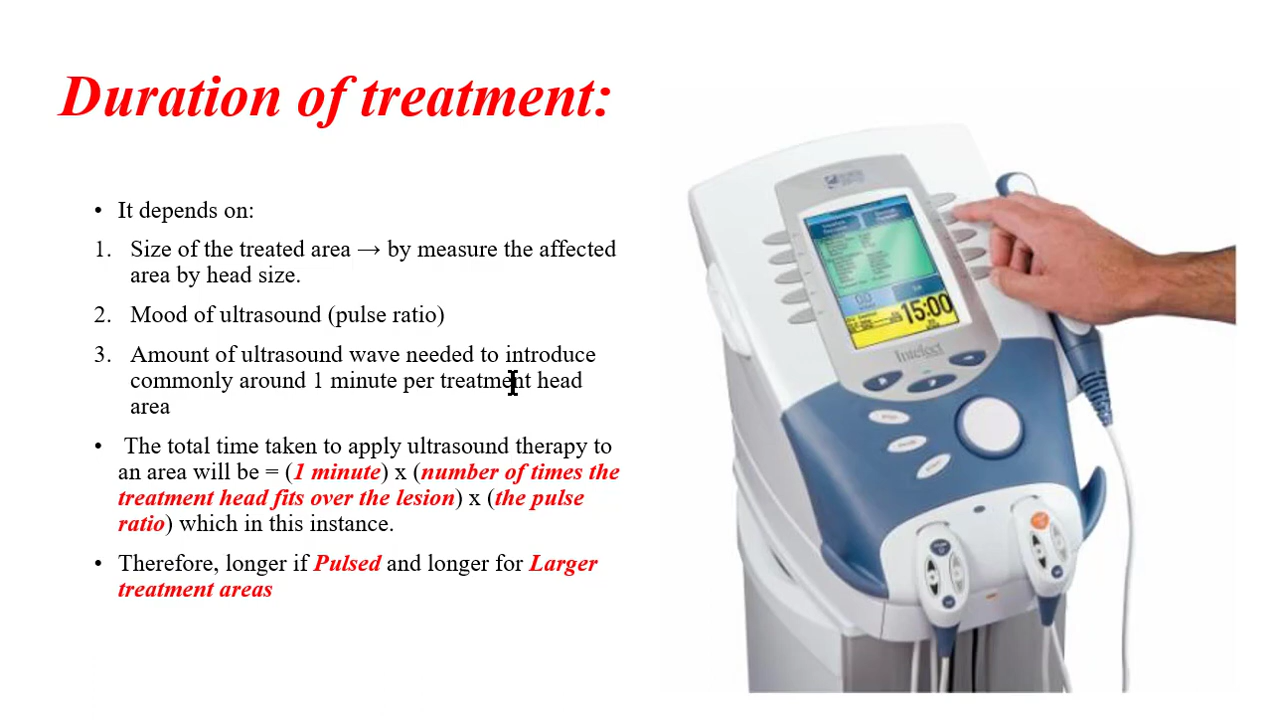 Duration of treatment:
• It depends on:
1. Size of the treated area → by measure the affected
area by head size.
2. Mood of ultrasound (pulse ratio)
3. Amount of ultrasound wave needed to introduce
commonly around 1 minute per treatment head
area
• The total time taken to apply ultrasound therapy to
an area will be = (1 minute) x (number of times the
treatment head fits over the lesion) x (the pulse
ratio) which in this instance.
• Therefore, longer if Pulsed and longer for Larger
treatment areas
15:00
Intelect